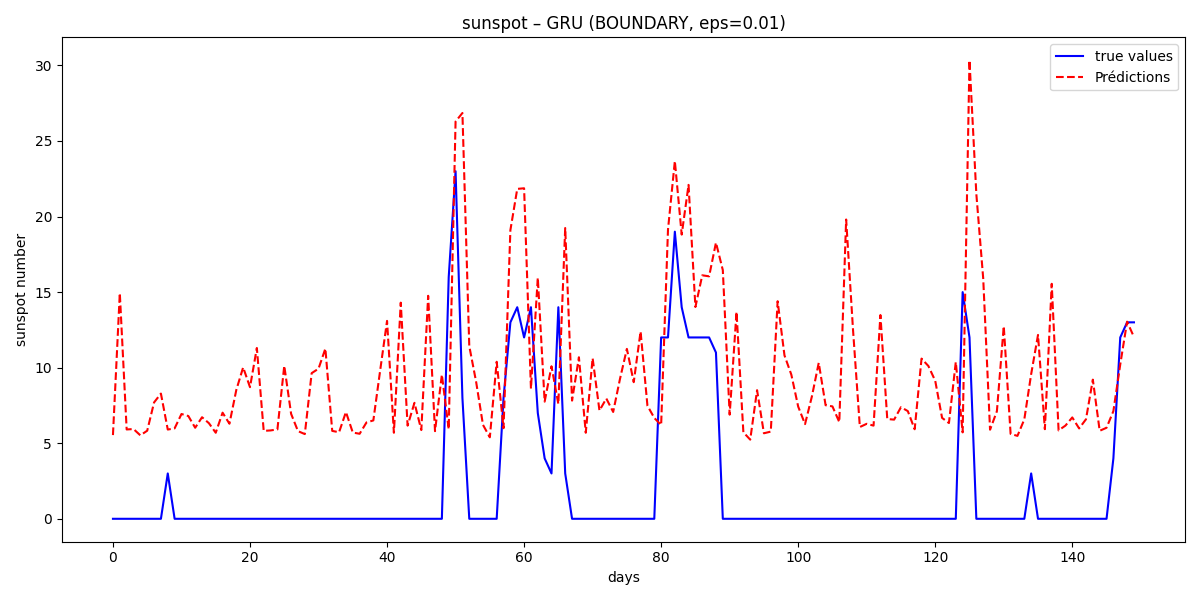 sunspot – GRU (BOUNDARY, eps=0.01)
true values
Prédictions
sunspot number
30
25
20
15
10
5
0
0 20 40 60 80 100 120 140
days